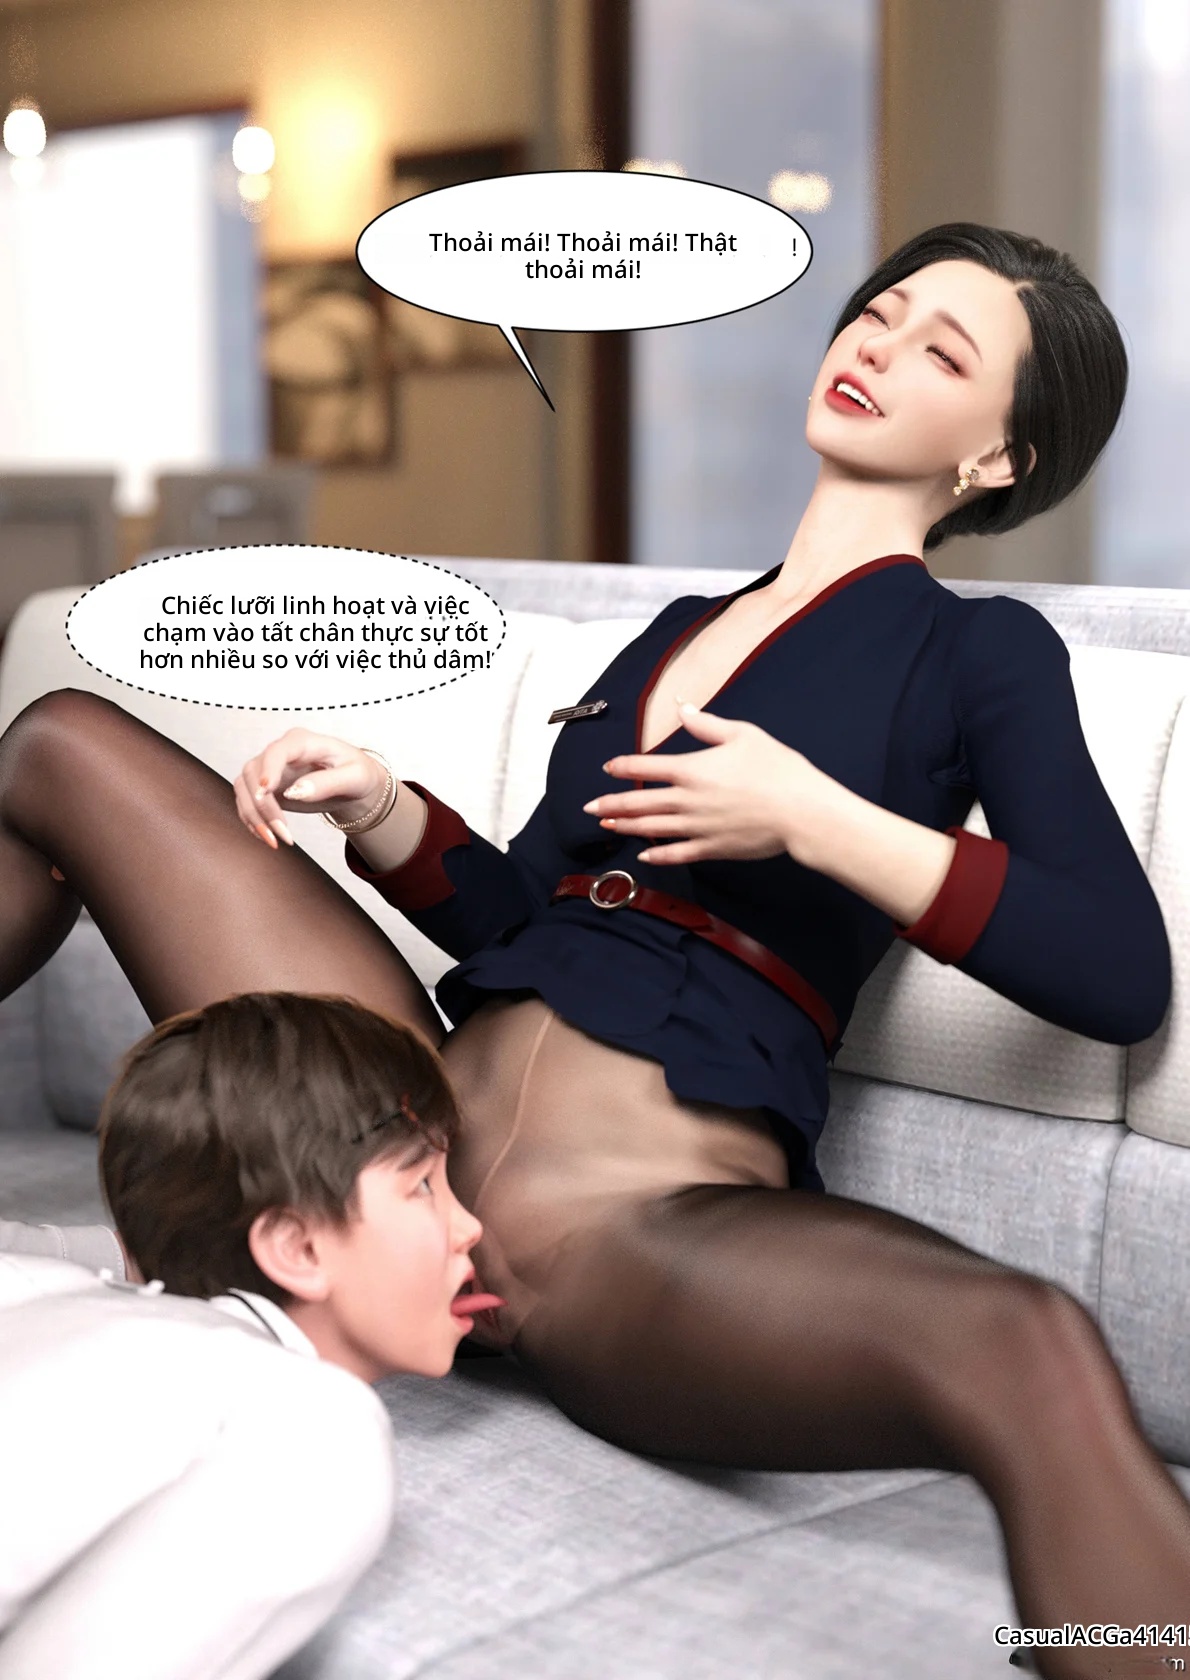 Thoải mái! Thoải mái! Thật !
thoải mái!
Chiếc lưỡi linh hoạt và việc
chạm vào tất chân thực sự tốt
hơn nhiều so với việc thủ dâm!
CasualACGa4141
m